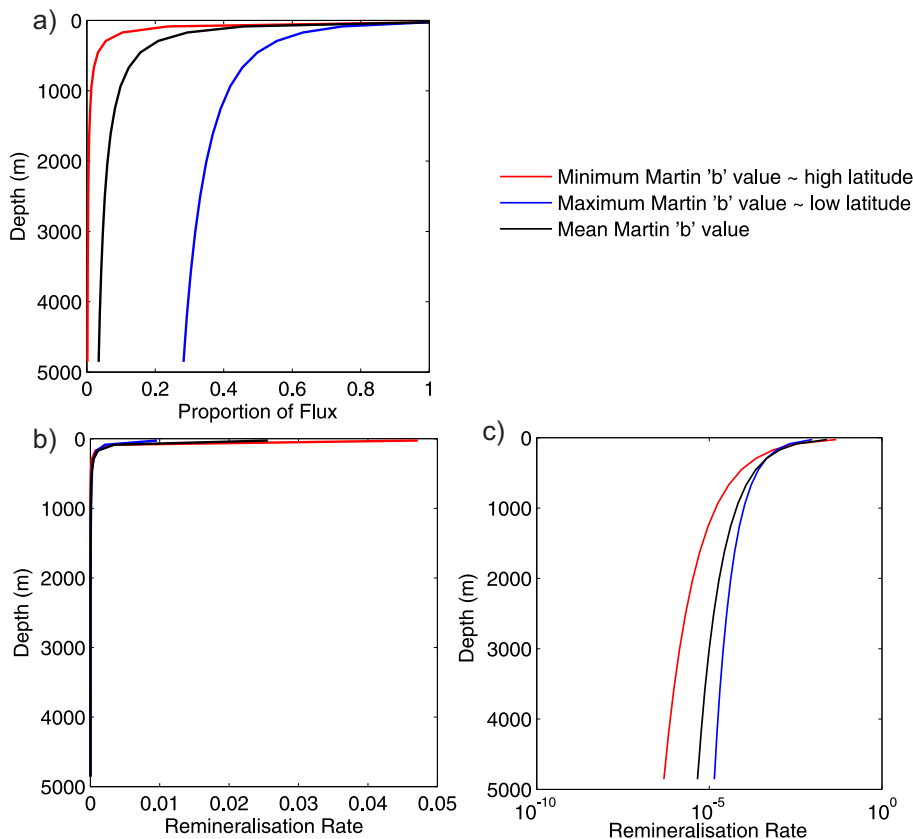 a)
0
1000
2000
3000
4000
5000
Depth (m)
0
0.2
0.4
0.6
0.8
1
Proportion of Flux
Minimum Martin 'b' value ~ high latitude
Maximum Martin 'b' value ~ low latitude
Mean Martin 'b' value
b)
0
1000
2000
3000
4000
5000
Depth (m)
0
0.01
0.02
0.03
0.04
0.05
Remineralisation Rate
c)
0
1000
2000
3000
4000
5000
Depth (m)
10^-10
10^-5
10^0
Remineralisation Rate